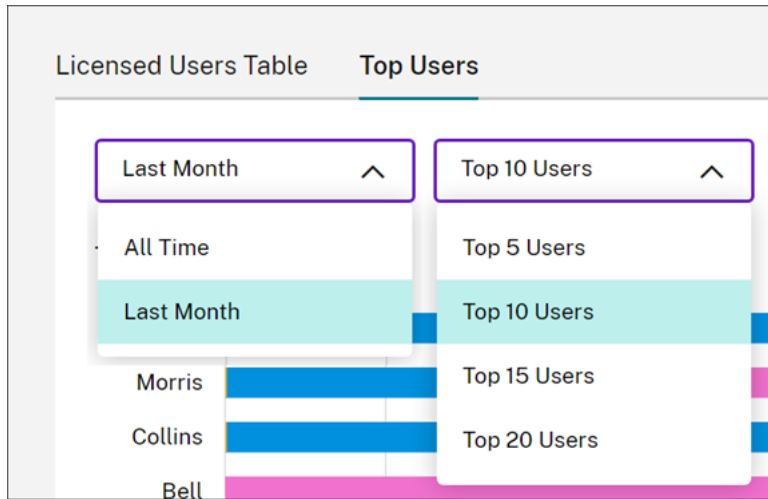 Licensed Users Table Top Users
Last Month Top 10 Users
All Time Top 5 Users
Last Month Top 10 Users
Top 15 Users
Morris
Collins
Top 20 Users
Bell